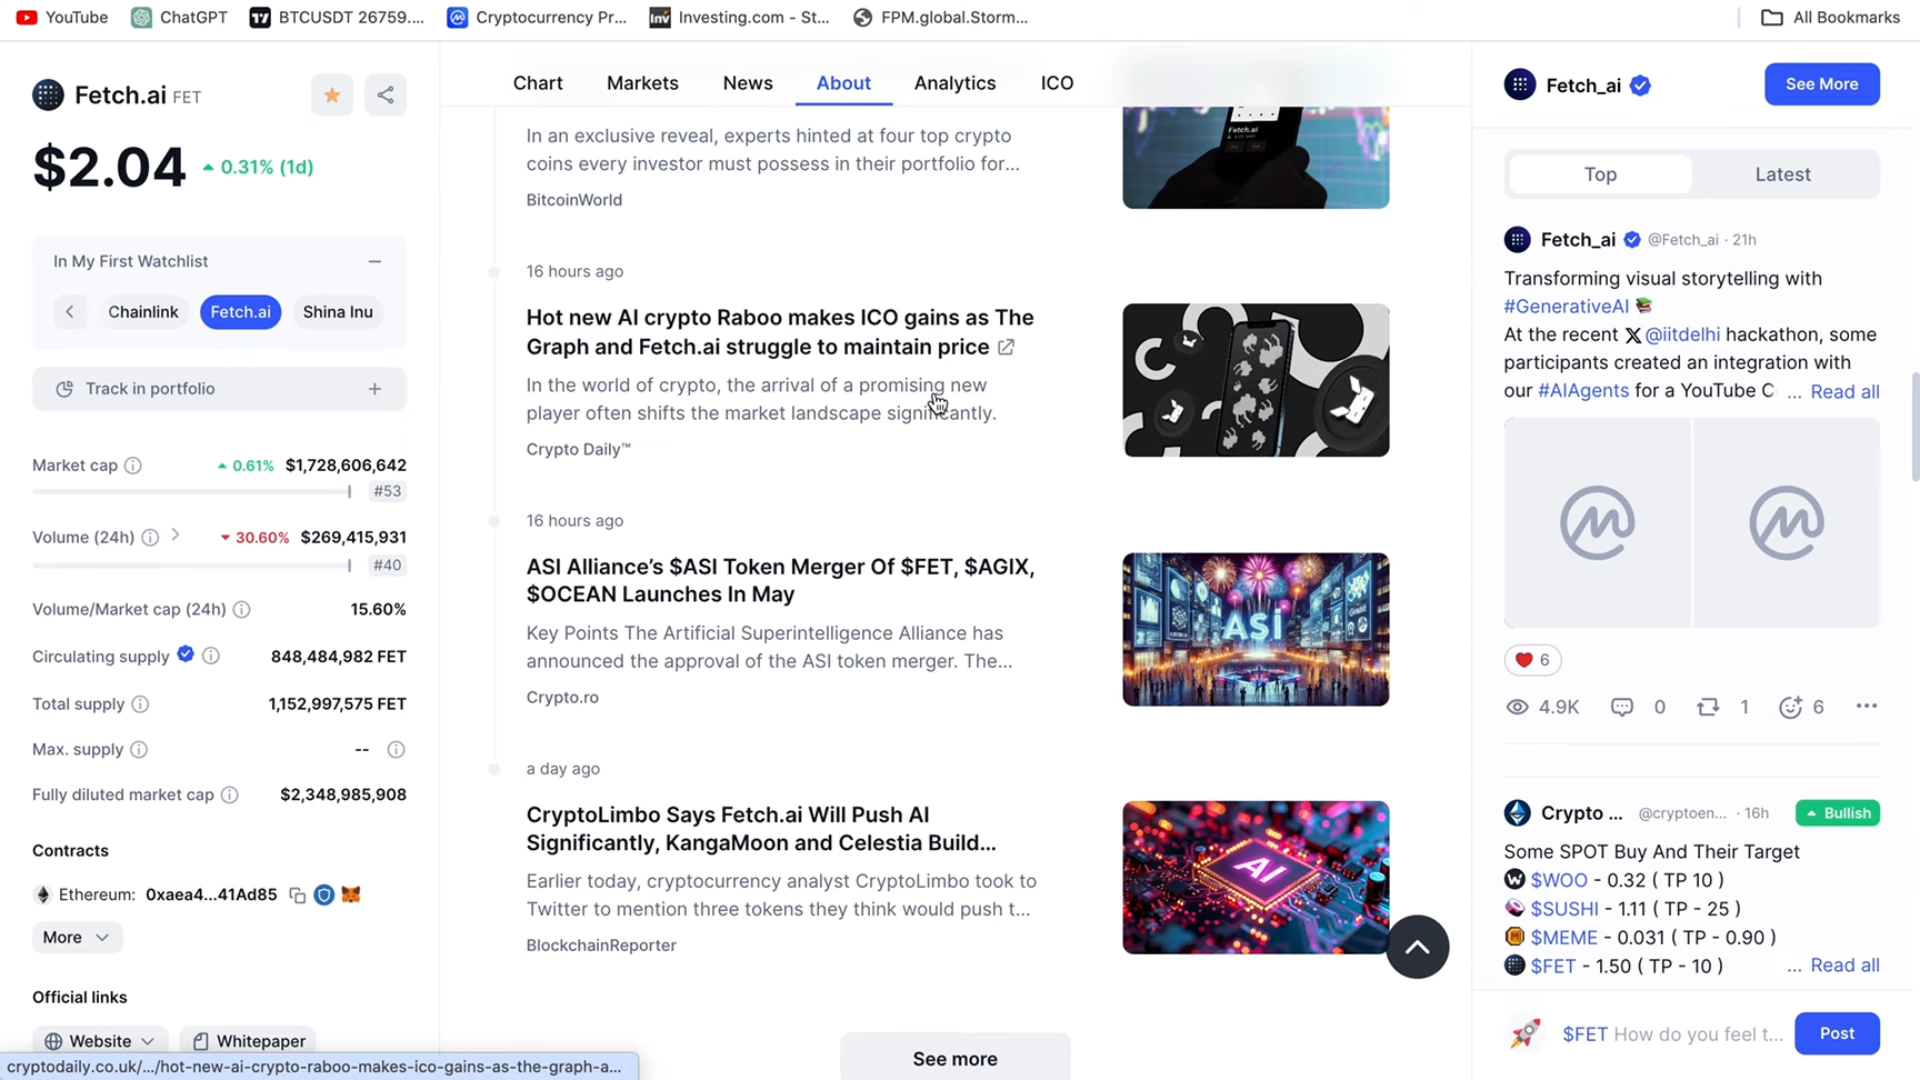 YouTube
ChatGPT
BTCUSDT 26759....
Cryptocurrency Pr...
Investing.com - St...
FPM.global.Storm...
All Bookmarks
Fetch.ai FET
$2.04 0.31% (1d)
In My First Watchlist
Chainlink
Fetch.ai
Shina Inu
Track in portfolio
Market cap 0.61% $1,728,606,642
#53
Volume (24h) 30.60% $269,415,931
#40
Volume/Market cap (24h) 15.60%
Circulating supply 848,484,982 FET
Total supply 1,152,997,575 FET
Max. supply --
Fully diluted market cap $2,348,985,908
Contracts
Ethereum: 0xaea4...41Ad85
More
Official links
Website
Whitepaper
cryptodaily.co.uk/.../hot-new-ai-crypto-raboo-makes-ico-gains-as-the-graph-a...
Chart
Markets
News
About
Analytics
ICO
In an exclusive reveal, experts hinted at four top crypto
coins every investor must possess in their portfolio for...
BitcoinWorld
Fetch.ai
16 hours ago
Hot new AI crypto Raboo makes ICO gains as The
Graph and Fetch.ai struggle to maintain price
In the world of crypto, the arrival of a promising new
player often shifts the market landscape significantly.
Crypto Daily™
16 hours ago
ASI Alliance’s $ASI Token Merger Of $FET, $AGIX,
$OCEAN Launches In May
Key Points The Artificial Superintelligence Alliance has
announced the approval of the ASI token merger. The...
Crypto.ro
ASI
a day ago
CryptoLimbo Says Fetch.ai Will Push AI
Significantly, KangaMoon and Celestia Build...
Earlier today, cryptocurrency analyst CryptoLimbo took to
Twitter to mention three tokens they think would push t...
BlockchainReporter
AI
See more
Fetch_ai
See More
Top
Latest
Fetch_ai @Fetch_ai · 21h
Transforming visual storytelling with
#GenerativeAI
At the recent X @iitdelhi hackathon, some
participants created an integration with
our #AIAgents for a YouTube C ... Read all
6
4.9K 0 1 6
Crypto ... @cryptoen... · 16h Bullish
Some SPOT Buy And Their Target
$WOO - 0.32 ( TP 10 )
$SUSHI - 1.11 ( TP - 25 )
$MEME - 0.031 ( TP - 0.90 )
$FET - 1.50 ( TP - 10 ) ... Read all
$FET How do you feel t...
Post